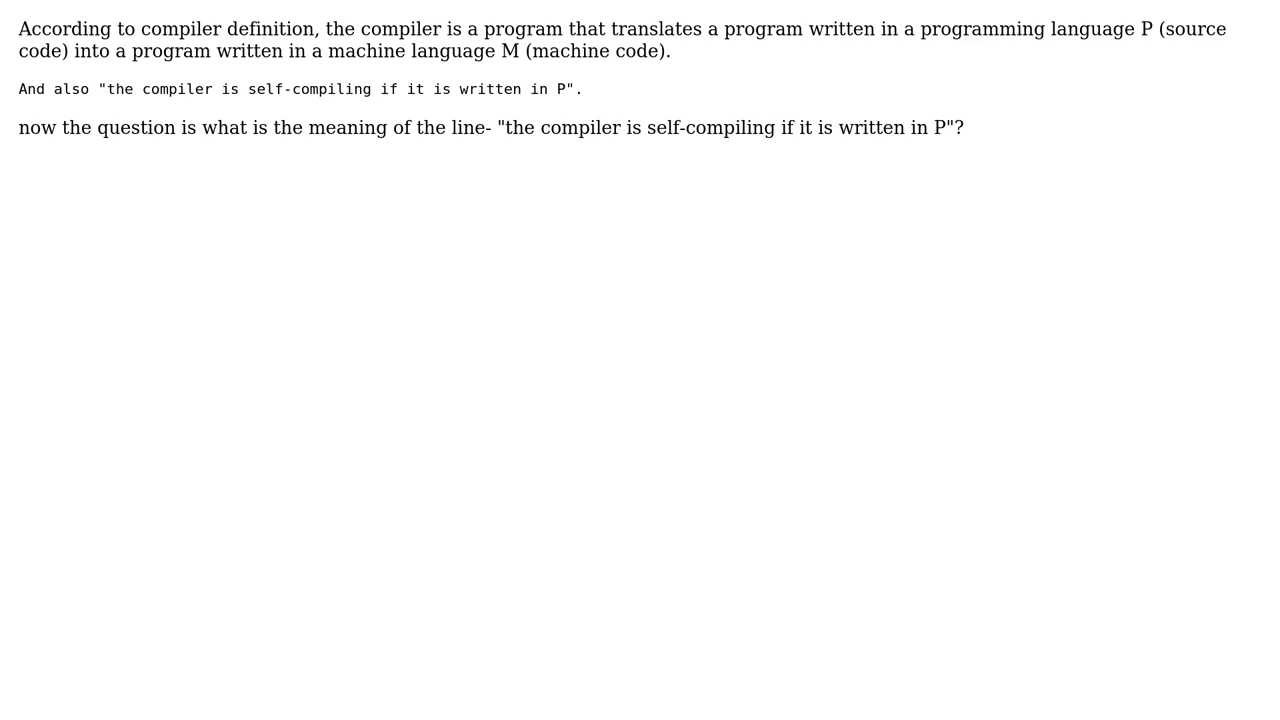 According to compiler definition, the compiler is a program that translates a program written in a programming language P (source
code) into a program written in a machine language M (machine code).
And also "the compiler is self-compiling if it is written in P".
now the question is what is the meaning of the line- "the compiler is self-compiling if it is written in P"?